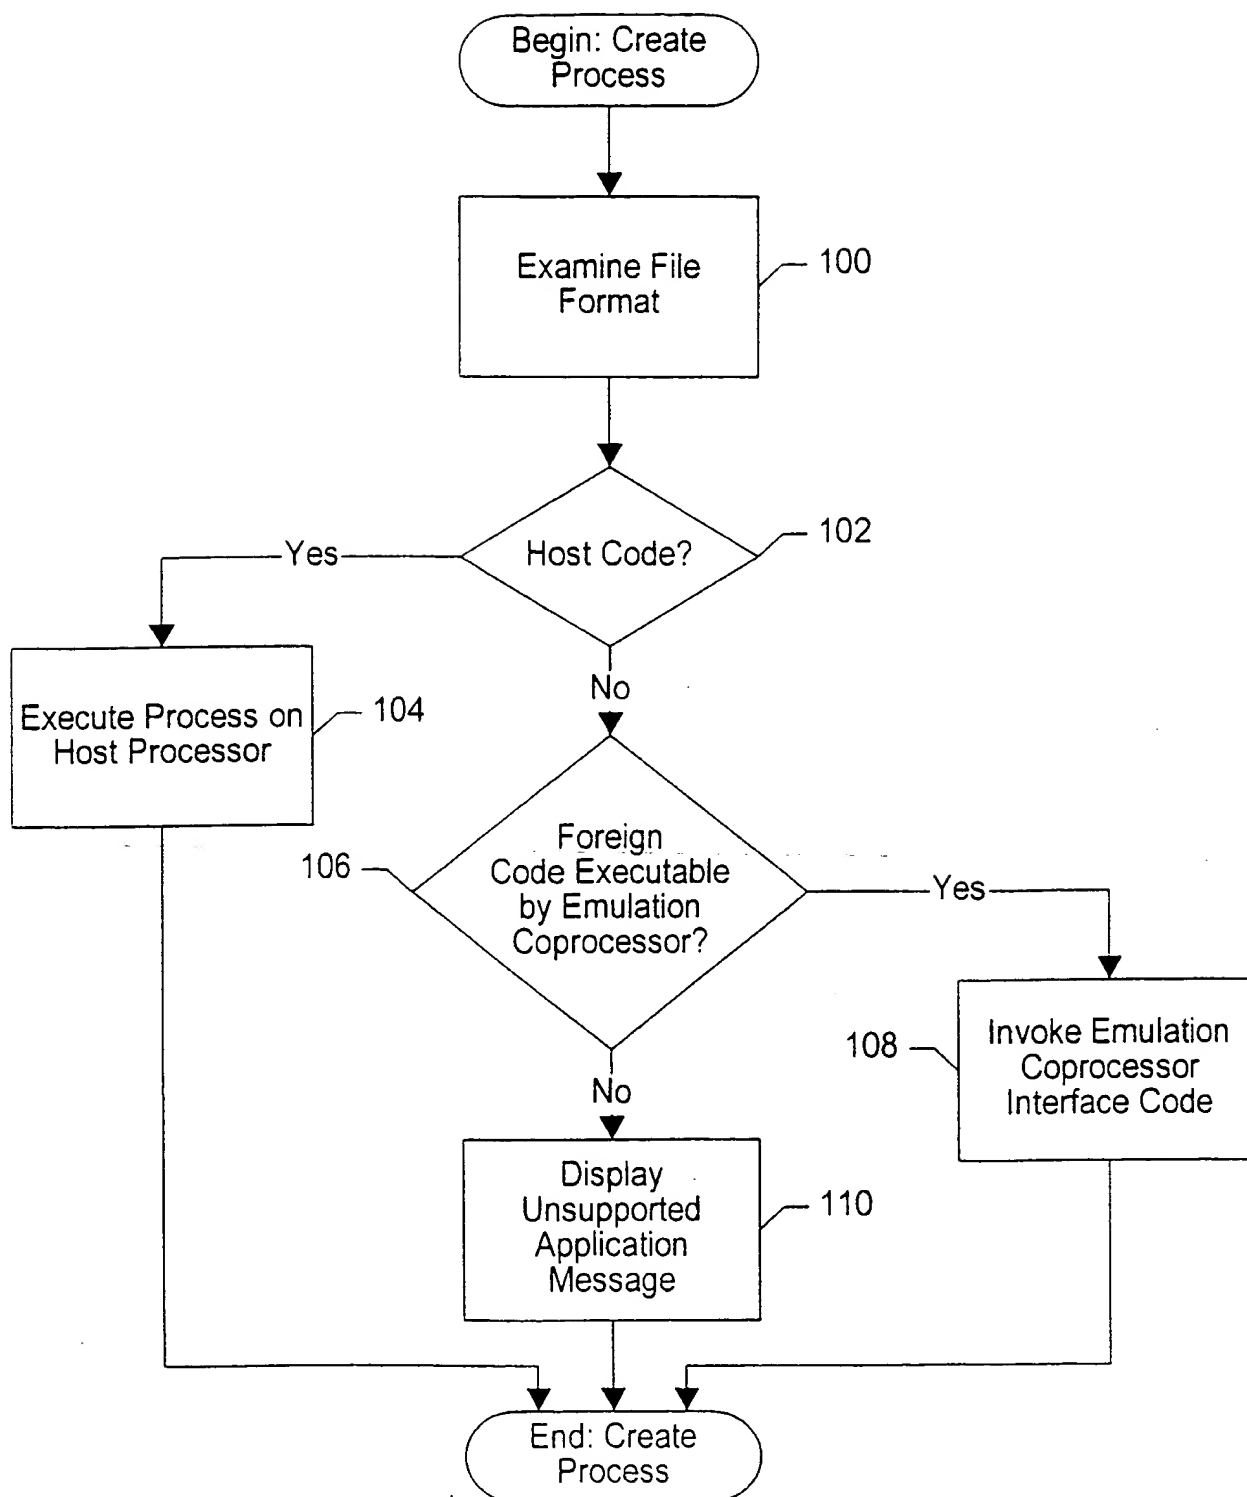 Begin: Create
Process
Examine File
Format
100
Host Code?
102
Yes
No
Execute Process on
Host Processor
104
Foreign
Code Executable
by Emulation
Coprocessor?
106
Yes
No
Invoke Emulation
Coprocessor
Interface Code
108
Display
Unsupported
Application
Message
110
End: Create
Process